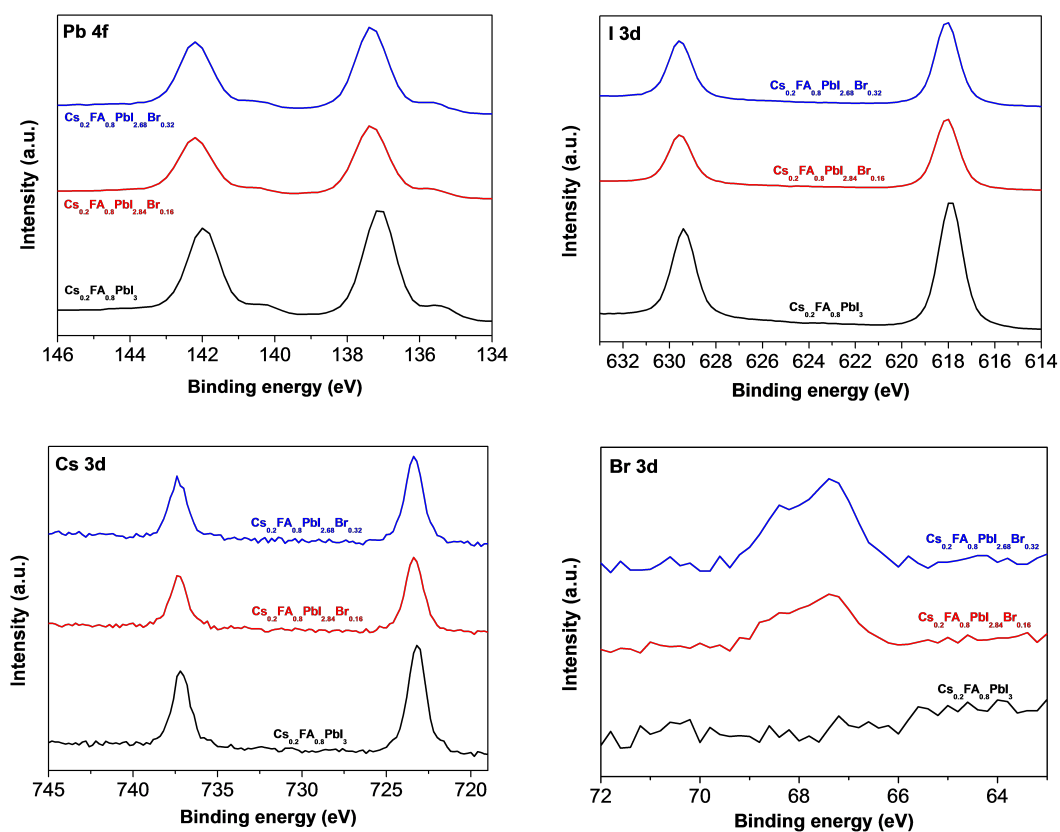 Pb 4f
Cs0.2FA0.8PbI2.68Br0.32
Cs0.2FA0.8PbI2.84Br0.16
Cs0.2FA0.8PbI3
Intensity (a.u.)
146 144 142 140 137 136 134
Binding energy (eV)
I 3d
Cs0.2FA0.8PbI2.68Br0.32
Cs0.2FA0.8PbI2.84Br0.16
Cs0.2FA0.8PbI3
Intensity (a.u.)
632 630 629 626 624 622 620 618 616 614
Binding energy (eV)
Cs 3d
Cs0.2FA0.8PbI2.68Br0.32
Cs0.2FA0.8PbI2.84Br0.16
Cs0.2FA0.8PbI3
Intensity (a.u.)
745 740 735 730 725 720
Binding energy (eV)
Br 3d
Cs0.2FA0.8PbI2.68Br0.32
Cs0.2FA0.8PbI2.84Br0.16
Cs0.2FA0.8PbI3
Intensity (a.u.)
72 70 68 66 64
Binding energy (eV)